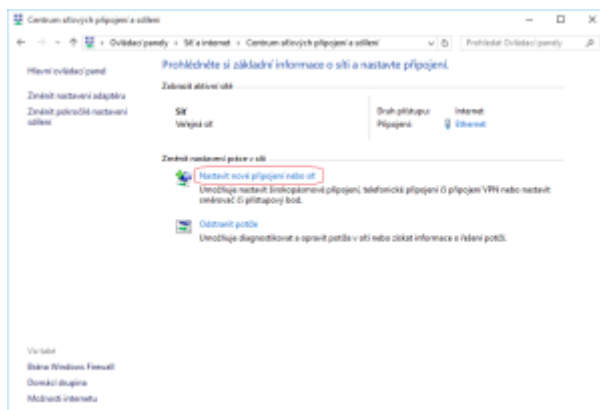 Centrum síťových připojení a sdílení
Ovládací panely › Síť a internet › Centrum síťových připojení a sdílení
Prohledat Ovládací panely
Hlavní ovládací panel
Změnit nastavení adaptéru
Změnit pokročilé nastavení
sdílení
Prohlédněte si základní informace o síti a nastavte připojení.
Zobrazit aktivní sítě
Síť
Veřejná síť
Druh přístupu: Internet
Připojení: Ethernet
Změnit nastavení práce v síti
Nastavit nové připojení nebo síť
Umožňuje nastavit širokopásmové připojení, telefonické připojení či připojení VPN nebo nastavit
směrovač či přístupový bod.
Odstranit potíže
Umožňuje diagnostikovat a opravit potíže v síti nebo získat informace o řešení potíží.
Viz také
Brána Windows Firewall
Domácí skupina
Možnosti internetu